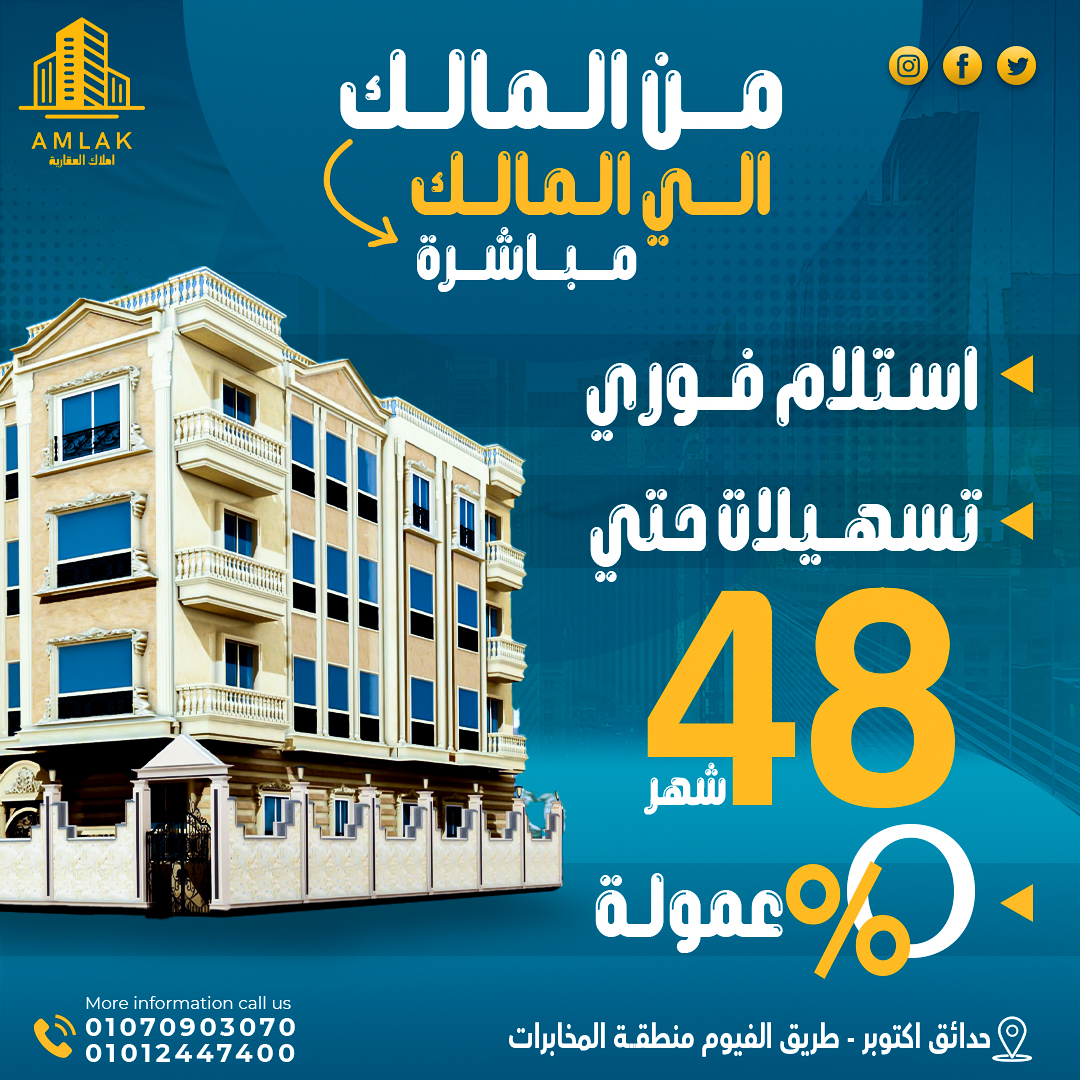 AMLAK
املاك العقارية
من المالك
الي المالك
مباشرة
استلام فوري
تسهيلات حتي
48
شهر
0% عمولة
More information call us
01070903070
01012447400
حدائق اكتوبر - طريق الفيوم منطقة المخابرات